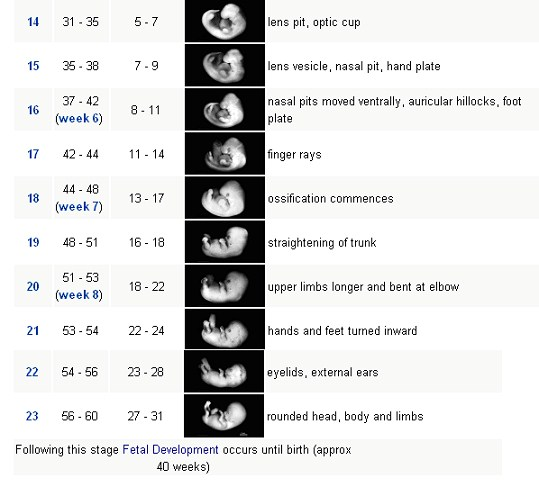 14 31 - 35 5 - 7 lens pit, optic cup
15 35 - 38 7 - 9 lens vesicle, nasal pit, hand plate
16 37 - 42 (week 6) 8 - 11 nasal pits moved ventrally, auricular hillocks, foot
plate
17 42 - 44 11 - 14 finger rays
18 44 - 48 (week 7) 13 - 17 ossification commences
19 48 - 51 16 - 18 straightening of trunk
20 51 - 53 (week 8) 18 - 22 upper limbs longer and bent at elbow
21 53 - 54 22 - 24 hands and feet turned inward
22 54 - 56 23 - 28 eyelids, external ears
23 56 - 60 27 - 31 rounded head, body and limbs
Following this stage Fetal Development occurs until birth (approx
40 weeks)